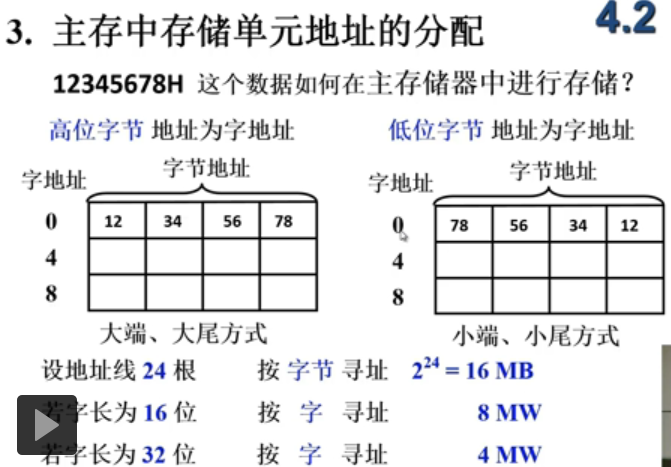 4.2
3. 主存中存储单元地址的分配
12345678H 这个数据如何在主存储器中进行存储?
高位字节 地址为字地址
低位字节 地址为字地址
字地址
字节地址
0 12 34 56 78
4
8
大端、大尾方式
字地址
字节地址
0 78 56 34 12
4
8
小端、小尾方式
设地址线 24 根 按 字节 寻址 2²⁴ = 16 MB
若字长为 16 位 按 字 寻址 8 MW
若字长为 32 位 按 字 寻址 4 MW